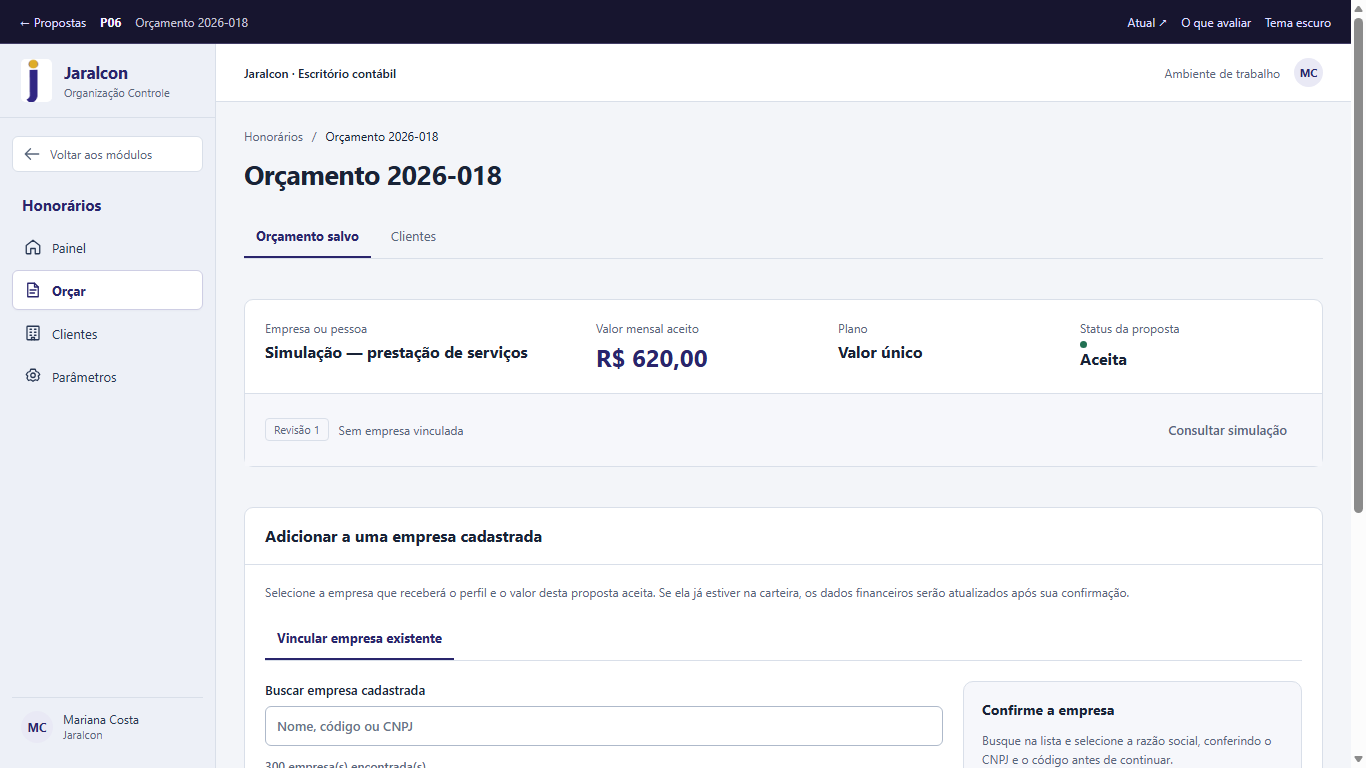 ← Propostas P06 Orçamento 2026-018
Atual ↗ O que avaliar Tema escuro
Jaralcon
Organização Controle
Jaralcon · Escritório contábil
Ambiente de trabalho MC
Voltar aos módulos
Honorários
Painel
Orçar
Clientes
Parâmetros
MC
Mariana Costa
Jaralcon
Honorários / Orçamento 2026-018
Orçamento 2026-018
Orçamento salvo Clientes
Empresa ou pessoa
Simulação — prestação de serviços
Valor mensal aceito
R$ 620,00
Plano
Valor único
Status da proposta
Aceita
Revisão 1 Sem empresa vinculada
Consultar simulação
Adicionar a uma empresa cadastrada
Selecione a empresa que receberá o perfil e o valor desta proposta aceita. Se ela já estiver na carteira, os dados financeiros serão atualizados após sua confirmação.
Vincular empresa existente
Buscar empresa cadastrada
Nome, código ou CNPJ
300 empresa(s) encontrada(s)
Confirme a empresa
Busque na lista e selecione a razão social, conferindo o
CNPJ e o código antes de continuar.